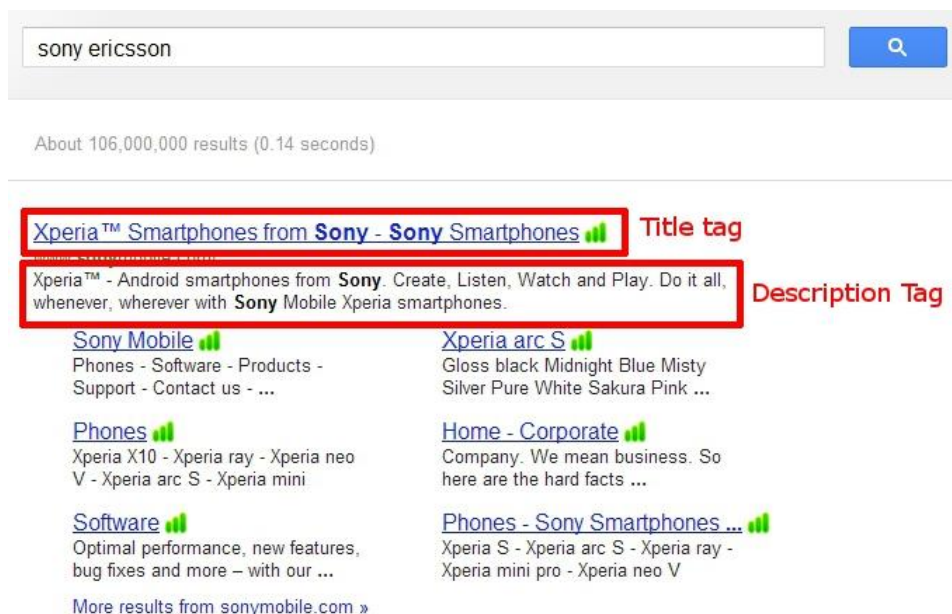 sony ericsson
About 106,000,000 results (0.14 seconds)
Xperia™ Smartphones from Sony - Sony Smartphones
Title tag
Xperia™ - Android smartphones from Sony. Create, Listen, Watch and Play. Do it all,
whenever, wherever with Sony Mobile Xperia smartphones.
Description Tag
Sony Mobile
Phones - Software - Products -
Support - Contact us - ...
Xperia arc S
Gloss black Midnight Blue Misty
Silver Pure White Sakura Pink ...
Phones
Xperia X10 - Xperia ray - Xperia neo
V - Xperia arc S - Xperia mini
Home - Corporate
Company. We mean business. So
here are the hard facts ...
Software
Optimal performance, new features,
bug fixes and more – with our ...
Phones - Sony Smartphones ...
Xperia S - Xperia arc S - Xperia ray -
Xperia mini pro - Xperia neo V
More results from sonymobile.com »